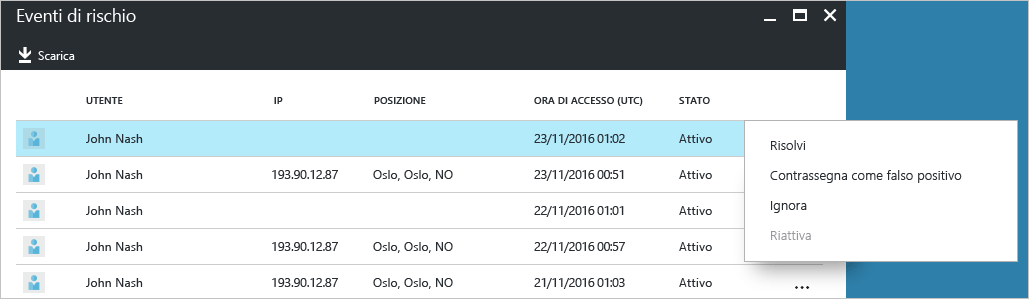 Eventi di rischio
Scarica
UTENTE IP POSIZIONE ORA DI ACCESSO (UTC) STATO
John Nash 23/11/2016 01:02 Attivo
Risolvi
John Nash 193.90.12.87 Oslo, Oslo, NO 23/11/2016 00:51 Attivo
Contrassegna come falso positivo
John Nash 22/11/2016 01:01 Attivo
Ignora
John Nash 193.90.12.87 Oslo, Oslo, NO 22/11/2016 00:57 Attivo
Riattiva
John Nash 193.90.12.87 Oslo, Oslo, NO 21/11/2016 01:03 Attivo ...